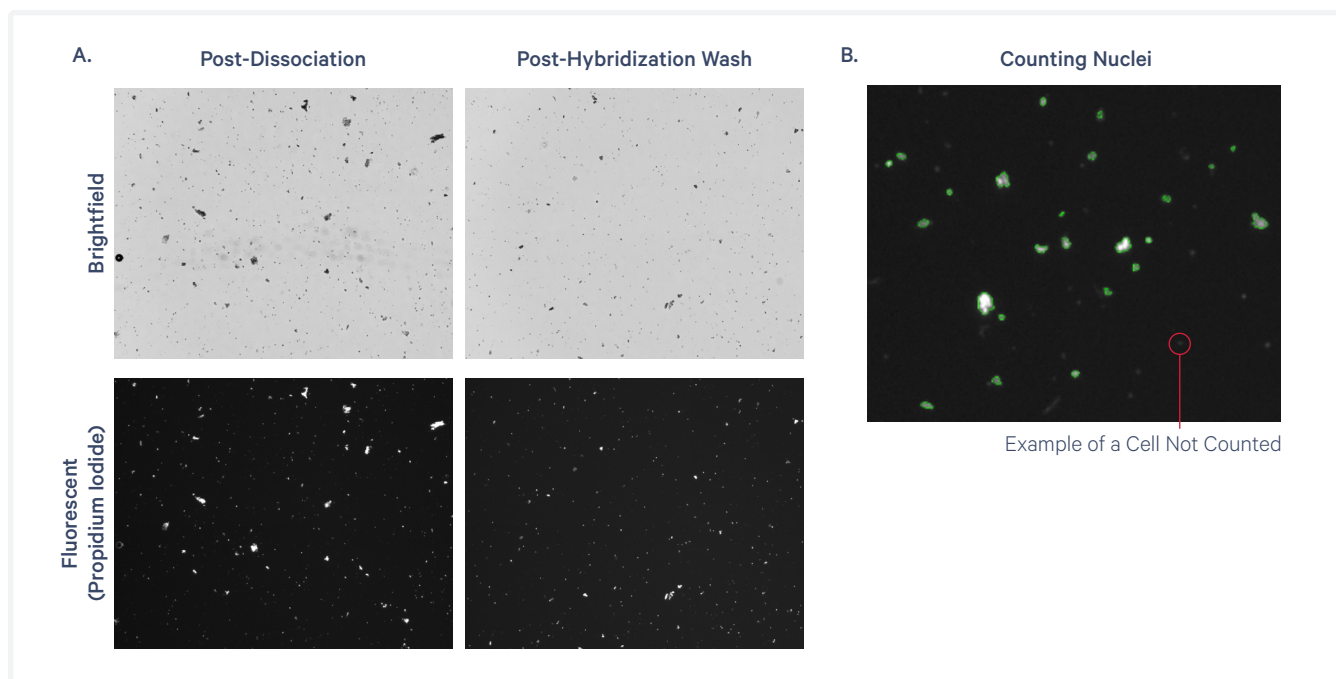 A.
Post-Dissociation
Post-Hybridization Wash
B.
Counting Nuclei
Brightfield
Fluorescent
(Propidium Iodide)
Example of a Cell Not Counted